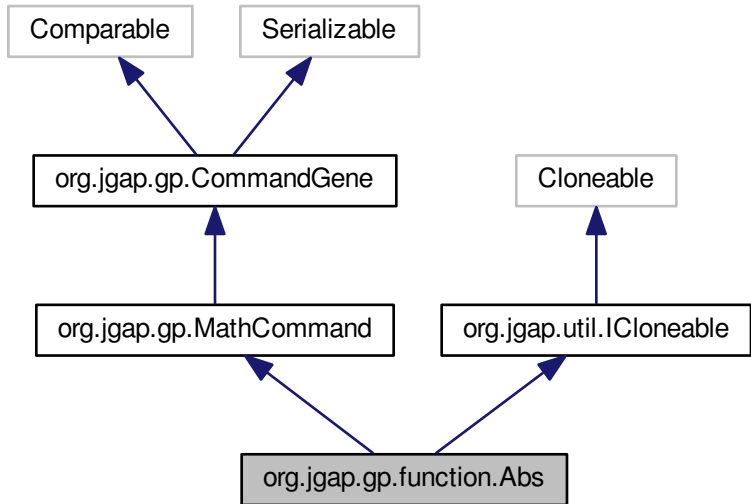 Comparable
Serializable
org.jgap.gp.CommandGene
Cloneable
org.jgap.gp.MathCommand
org.jgap.util.ICloneable
org.jgap.gp.function.Abs